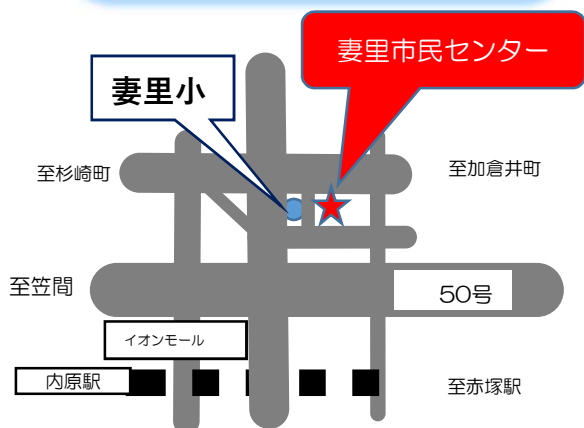 妻里市民センター
妻里小
至杉崎町
至加倉井町
至笠間
50号
イオンモール
内原駅
至赤塚駅